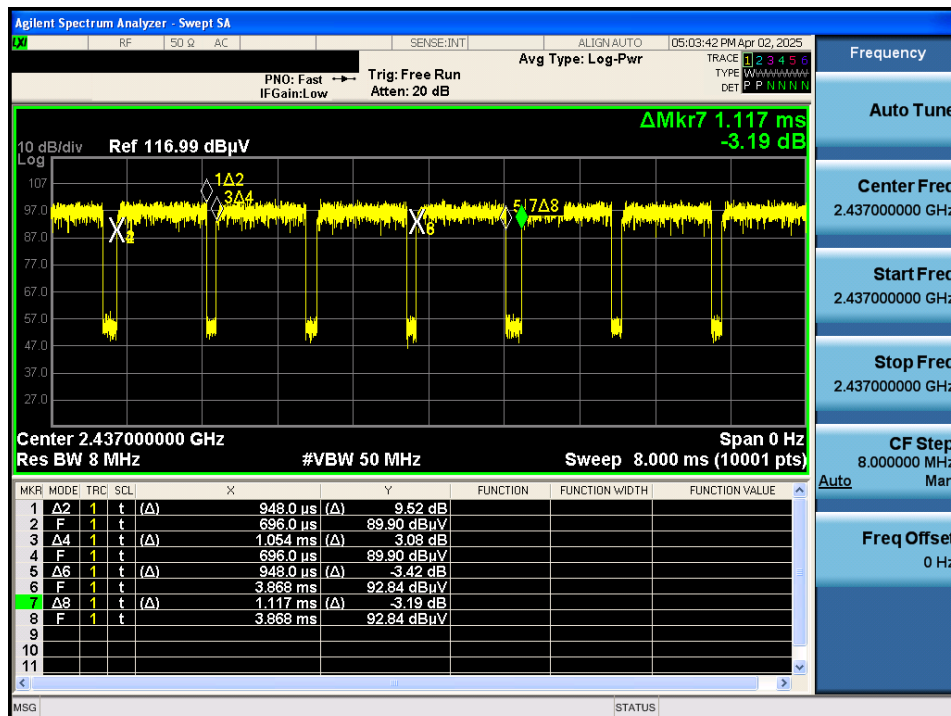 Agilent Spectrum Analyzer - Swept SA
LXI RF 50 Ω AC SENSE:INT ALIGN AUTO 05:03:42 PM Apr 02, 2025
Frequency
Avg Type: Log-Pwr TRACE 1 2 3 4 5 6
PNO: Fast Trig: Free Run TYPE W
IFGain:Low Atten: 20 dB DET P P N N N N
Auto Tune
ΔMkr7 1.117 ms
-3.19 dB
10 dB/div Ref 116.99 dBµV
Log
107
97.0
87.0
77.0
67.0
57.0
47.0
37.0
27.0
1Δ2
3Δ4
5 7Δ8
Center Freq
2.437000000 GHz
Start Freq
2.437000000 GHz
Stop Freq
2.437000000 GHz
Center 2.437000000 GHz Span 0 Hz
Res BW 8 MHz #VBW 50 MHz Sweep 8.000 ms (10001 pts)
CF Step
8.000000 MHz
Auto Man
Freq Offset
0 Hz
MKR MODE TRC SCL X Y FUNCTION FUNCTION WIDTH FUNCTION VALUE
1 Δ2 1 t (Δ) 948.0 µs (Δ) 9.52 dB
2 F 1 t 696.0 µs 89.90 dBµV
3 Δ4 1 t (Δ) 1.054 ms (Δ) 3.08 dB
4 F 1 t 696.0 µs 89.90 dBµV
5 Δ6 1 t (Δ) 948.0 µs (Δ) -3.42 dB
6 F 1 t 3.868 ms 92.84 dBµV
7 Δ8 1 t (Δ) 1.117 ms (Δ) -3.19 dB
8 F 1 t 3.868 ms 92.84 dBµV
9
10
11
MSG STATUS